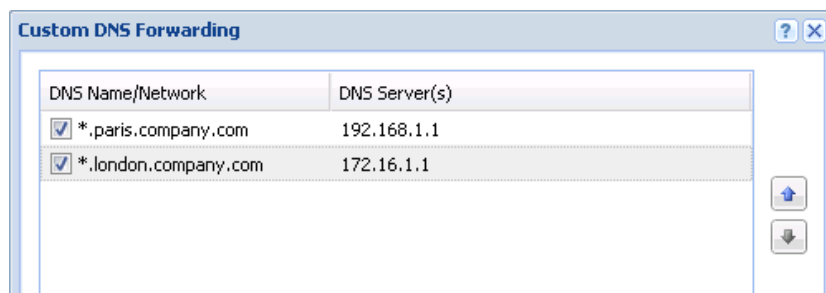 Custom DNS Forwarding ?
DNS Name/Network DNS Server(s)
*.paris.company.com 192.168.1.1
*.london.company.com 172.16.1.1